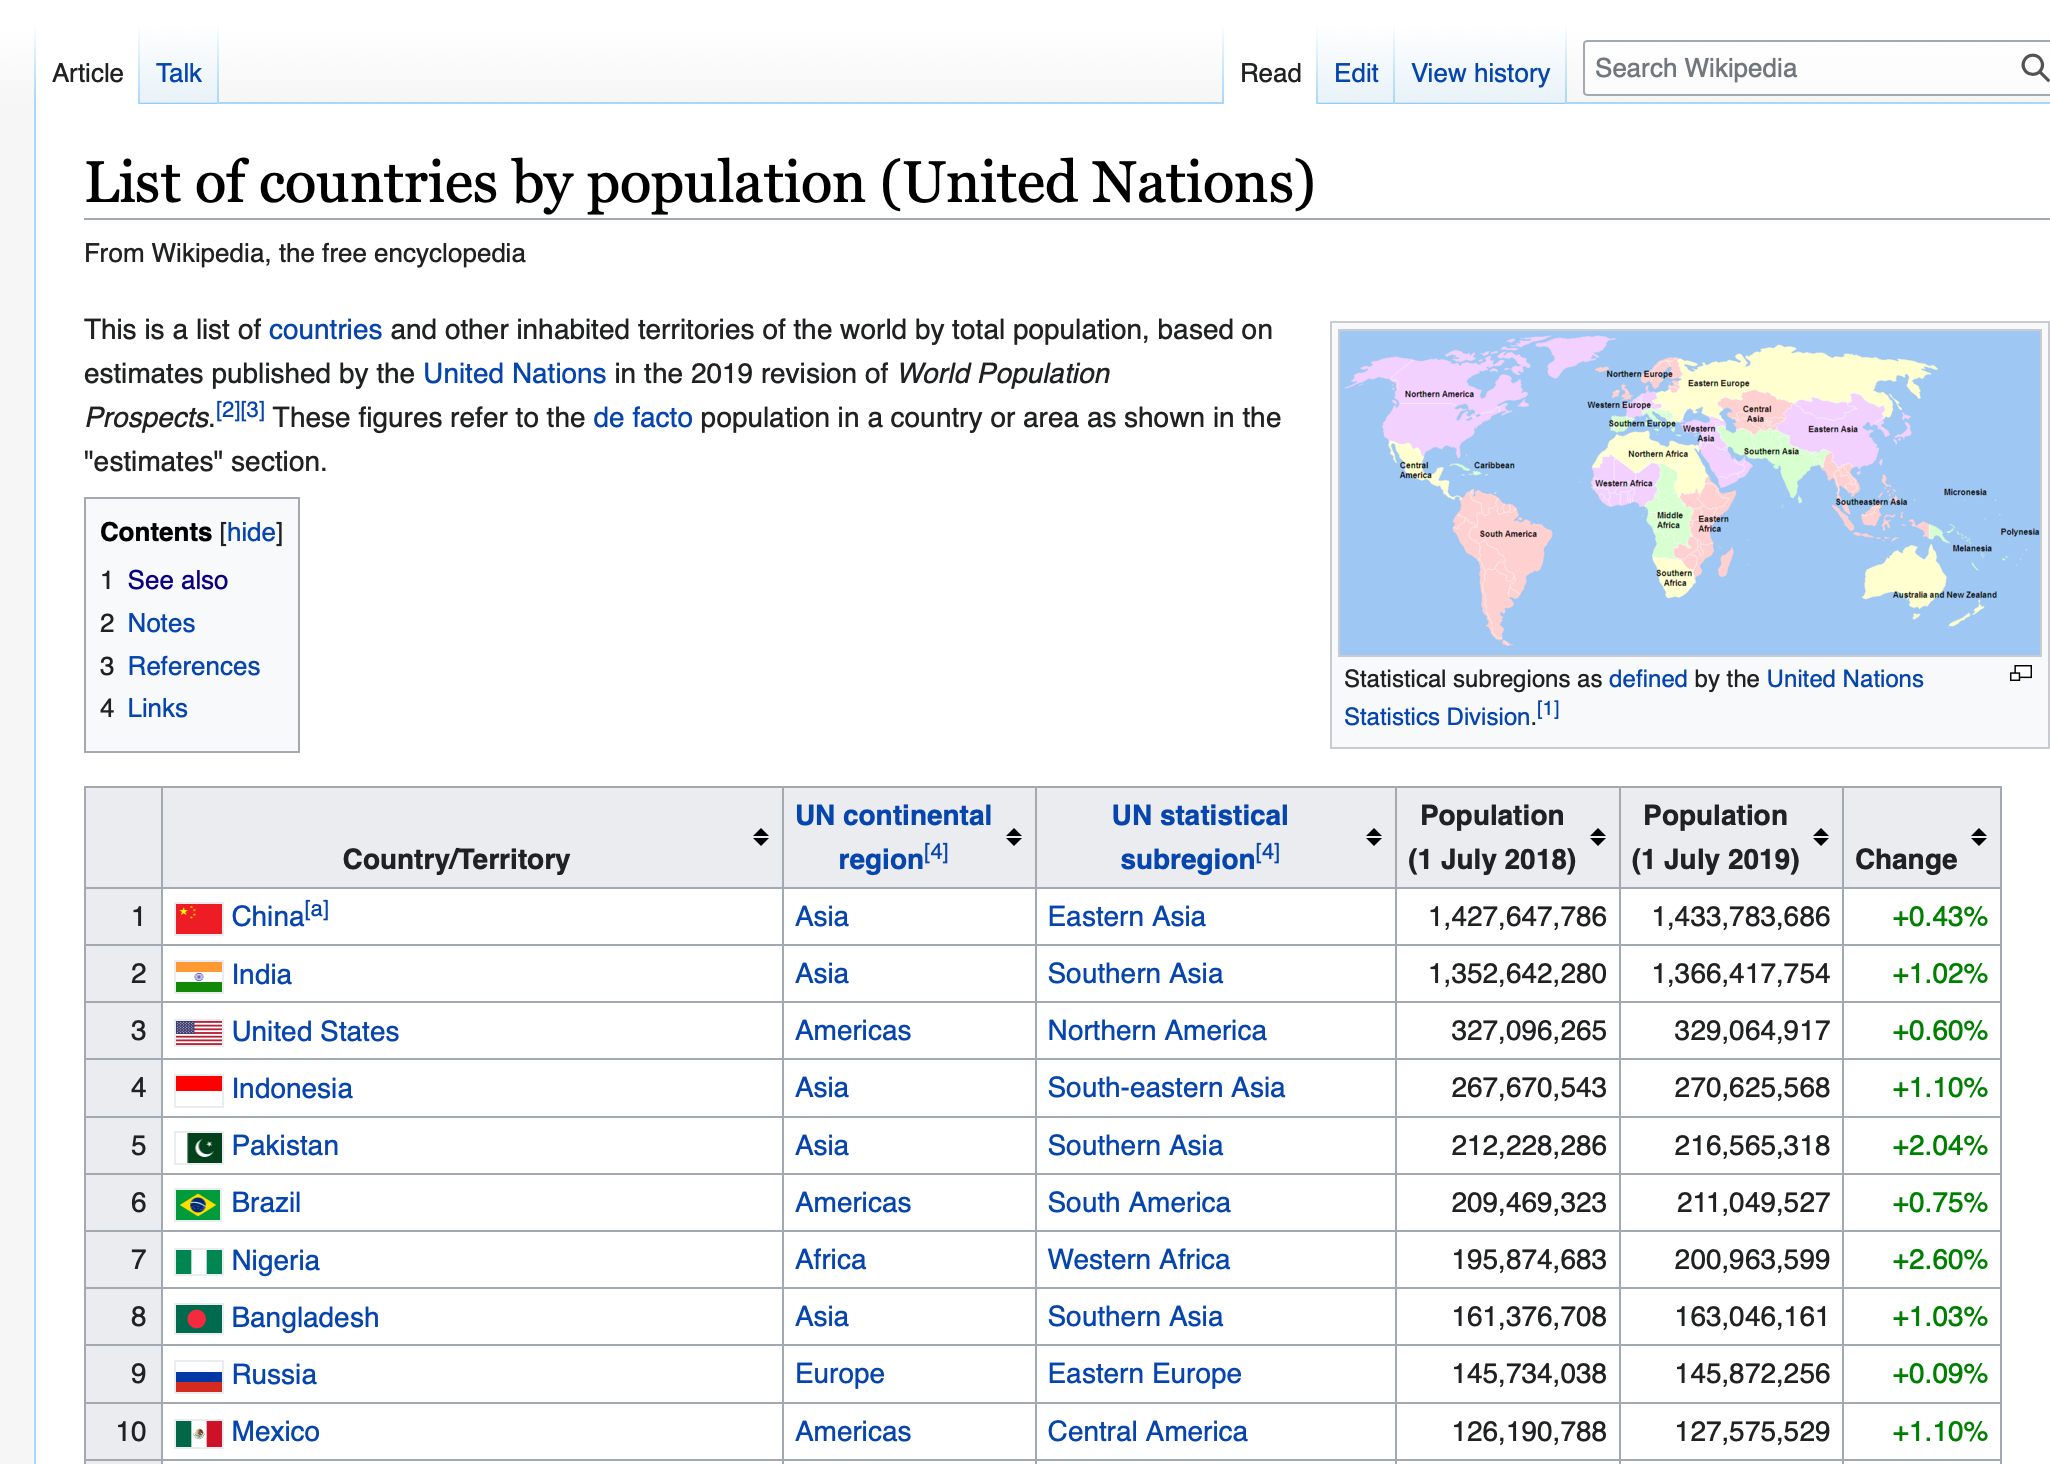 Article Talk Read Edit View history Search Wikipedia
List of countries by population (United Nations)
From Wikipedia, the free encyclopedia
This is a list of countries and other inhabited territories of the world by total population, based on
estimates published by the United Nations in the 2019 revision of World Population
Prospects.[2][3] These figures refer to the de facto population in a country or area as shown in the
"estimates" section.
Contents [hide]
1 See also
2 Notes
3 References
4 Links
Northern America
Central
America
Caribbean
South America
Northern Europe
Western Europe
Southern Europe
Eastern Europe
Northern Africa
Western Africa
Middle
Africa
Eastern
Africa
Southern
Africa
Western
Asia
Central
Asia
Southern Asia
Eastern Asia
Southeastern Asia
Micronesia
Polynesia
Melanesia
Australia and New Zealand
Statistical subregions as defined by the United Nations
Statistics Division.[1]
Country/Territory UN continental region[4] UN statistical subregion[4] Population (1 July 2018) Population (1 July 2019) Change
1 China[a] Asia Eastern Asia 1,427,647,786 1,433,783,686 +0.43%
2 India Asia Southern Asia 1,352,642,280 1,366,417,754 +1.02%
3 United States Americas Northern America 327,096,265 329,064,917 +0.60%
4 Indonesia Asia South-eastern Asia 267,670,543 270,625,568 +1.10%
5 Pakistan Asia Southern Asia 212,228,286 216,565,318 +2.04%
6 Brazil Americas South America 209,469,323 211,049,527 +0.75%
7 Nigeria Africa Western Africa 195,874,683 200,963,599 +2.60%
8 Bangladesh Asia Southern Asia 161,376,708 163,046,161 +1.03%
9 Russia Europe Eastern Europe 145,734,038 145,872,256 +0.09%
10 Mexico Americas Central America 126,190,788 127,575,529 +1.10%